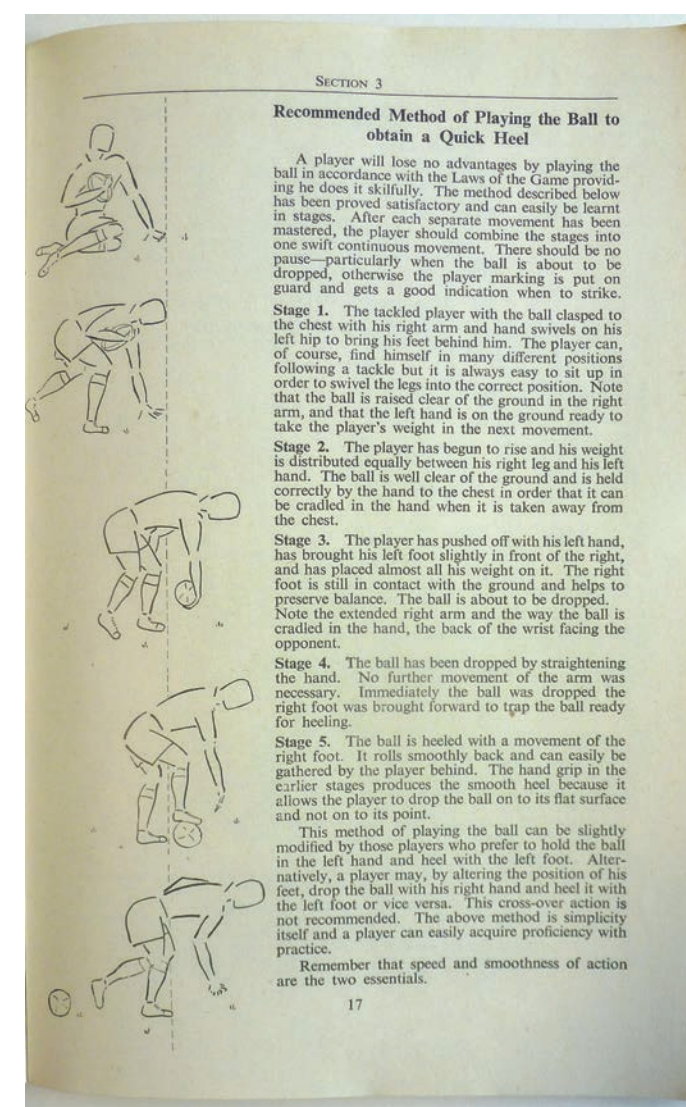 SECTION 3
Recommended Method of Playing the Ball to
obtain a Quick Heel
A player will lose no advantages by playing the
ball in accordance with the Laws of the Game provid-
ing he does it skilfully. The method described below
has been proved satisfactory and can easily be learnt
in stages. After each separate movement has been
mastered, the player should combine the stages into
one swift continuous movement. There should be no
pause—particularly when the ball is about to be
dropped, otherwise the player marking is put on
guard and gets a good indication when to strike.
Stage 1. The tackled player with the ball clasped to
the chest with his right arm and hand swivels on his
left hip to bring his feet behind him. The player can,
of course, find himself in many different positions
following a tackle but it is always easy to sit up in
order to swivel the legs into the correct position. Note
that the ball is raised clear of the ground in the right
arm, and that the left hand is on the ground ready to
take the player's weight in the next movement.
Stage 2. The player has begun to rise and his weight
is distributed equally between his right leg and his left
hand. The ball is well clear of the ground and is held
correctly by the hand to the chest in order that it can
be cradled in the hand when it is taken away from
the chest.
Stage 3. The player has pushed off with his left hand,
has brought his left foot slightly in front of the right,
and has placed almost all his weight on it. The right
foot is still in contact with the ground and helps to
preserve balance. The ball is about to be dropped.
Note the extended right arm and the way the ball is
cradled in the hand, the back of the wrist facing the
opponent.
Stage 4. The ball has been dropped by straightening
the hand. No further movement of the arm was
necessary. Immediately the ball was dropped the
right foot was brought forward to trap the ball ready
for heeling.
Stage 5. The ball is heeled with a movement of the
right foot. It rolls smoothly back and can easily be
gathered by the player behind. The hand grip in the
earlier stages produces the smooth heel because it
allows the player to drop the ball on to its flat surface
and not on to its point.
This method of playing the ball can be slightly
modified by those players who prefer to hold the ball
in the left hand and heel with the left foot. Alter-
natively, a player may, by altering the position of his
feet, drop the ball with his right hand and heel it with
the left foot or vice versa. This cross-over action is
not recommended. The above method is simplicity
itself and a player can easily acquire proficiency with
practice.
Remember that speed and smoothness of action
are the two essentials.
17